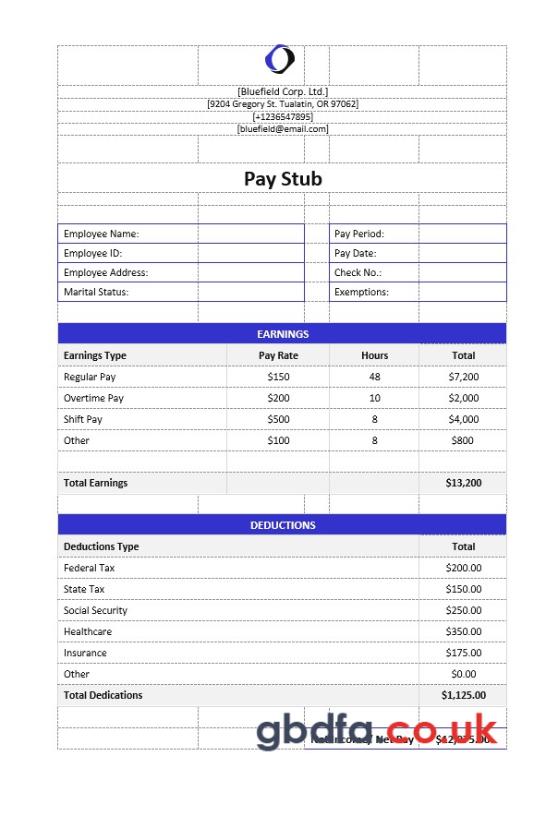 [Bluefield Corp. Ltd.]
[9204 Gregory St. Tualatin, OR 97062]
[+1236547895]
[bluefield@email.com]
Pay Stub
Employee Name: Pay Period:
Employee ID: Pay Date:
Employee Address: Check No.:
Marital Status: Exemptions:
EARNINGS
Earnings Type Pay Rate Hours Total
Regular Pay $150 48 $7,200
Overtime Pay $200 10 $2,000
Shift Pay $500 8 $4,000
Other $100 8 $800
Total Earnings $13,200
DEDUCTIONS
Deductions Type Total
Federal Tax $200.00
State Tax $150.00
Social Security $250.00
Healthcare $350.00
Insurance $175.00
Other $0.00
Total Dedications $1,125.00
Net Pay
gbdfa.co.uk